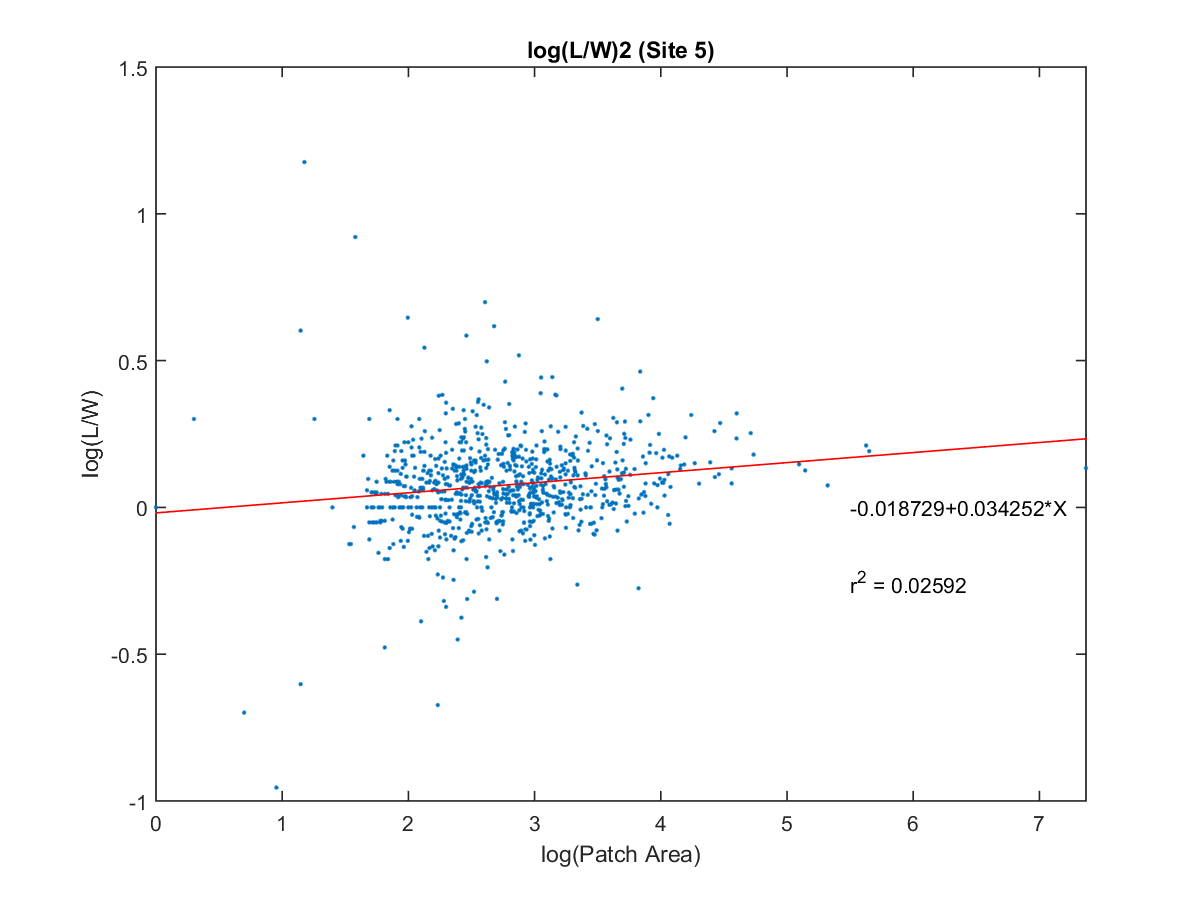 log(L/W)2 (Site 5)
1.5
1
0.5
0
-0.5
-1
log(L/W)
-0.018729+0.034252*X
r2 = 0.02592
0 1 2 3 4 5 6 7
log(Patch Area)